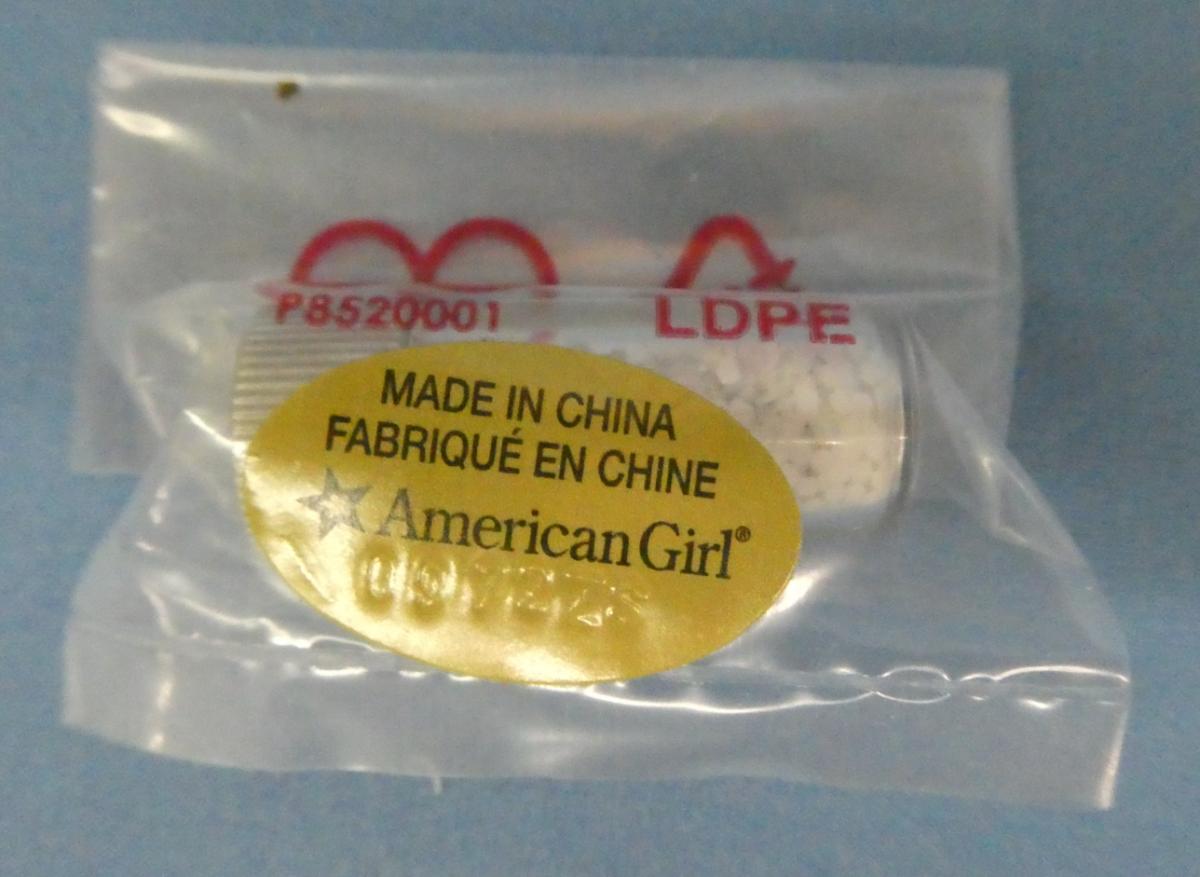 P8520001
LDPE
MADE IN CHINA
FABRIQUÉ EN CHINE
American Girl®